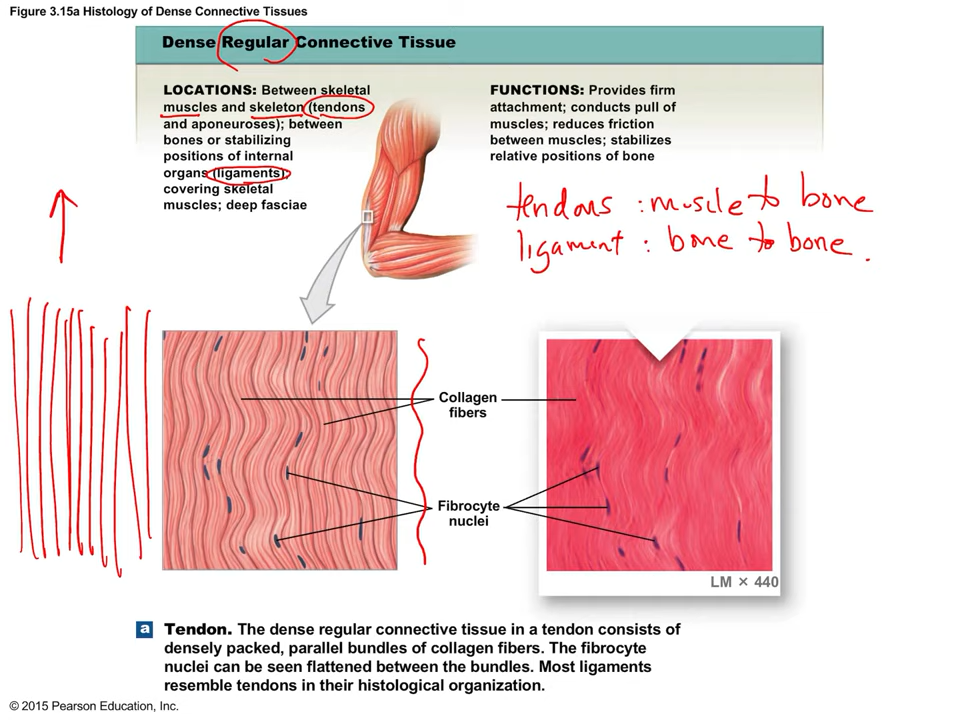 Figure 3.15a Histology of Dense Connective Tissues
Dense Regular Connective Tissue
LOCATIONS: Between skeletal
muscles and skeleton (tendons
and aponeuroses); between
bones or stabilizing
positions of internal
organs (ligaments);
covering skeletal
muscles; deep fasciae
FUNCTIONS: Provides firm
attachment; conducts pull of
muscles; reduces friction
between muscles; stabilizes
relative positions of bone
tendons : muscle to bone
ligament : bone to bone.
Collagen
fibers
Fibrocyte
nuclei
LM × 440
a Tendon. The dense regular connective tissue in a tendon consists of
densely packed, parallel bundles of collagen fibers. The fibrocyte
nuclei can be seen flattened between the bundles. Most ligaments
resemble tendons in their histological organization.
© 2015 Pearson Education, Inc.